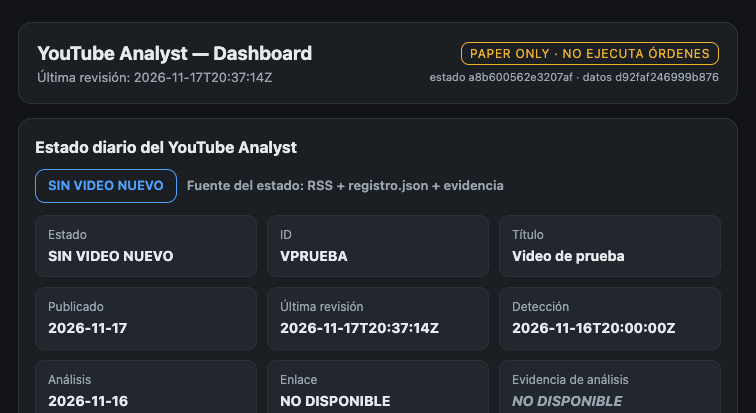 YouTube Analyst — Dashboard
PAPER ONLY · NO EJECUTA ÓRDENES
Última revisión: 2026-11-17T20:37:14Z
estado a8b600562e3207af · datos d92faf246999b876
Estado diario del YouTube Analyst
SIN VIDEO NUEVO
Fuente del estado: RSS + registro.json + evidencia
Estado
SIN VIDEO NUEVO
ID
VPRUEBA
Título
Video de prueba
Publicado
2026-11-17
Última revisión
2026-11-17T20:37:14Z
Detección
2026-11-16T20:00:00Z
Análisis
2026-11-16
Enlace
NO DISPONIBLE
Evidencia de análisis
NO DISPONIBLE